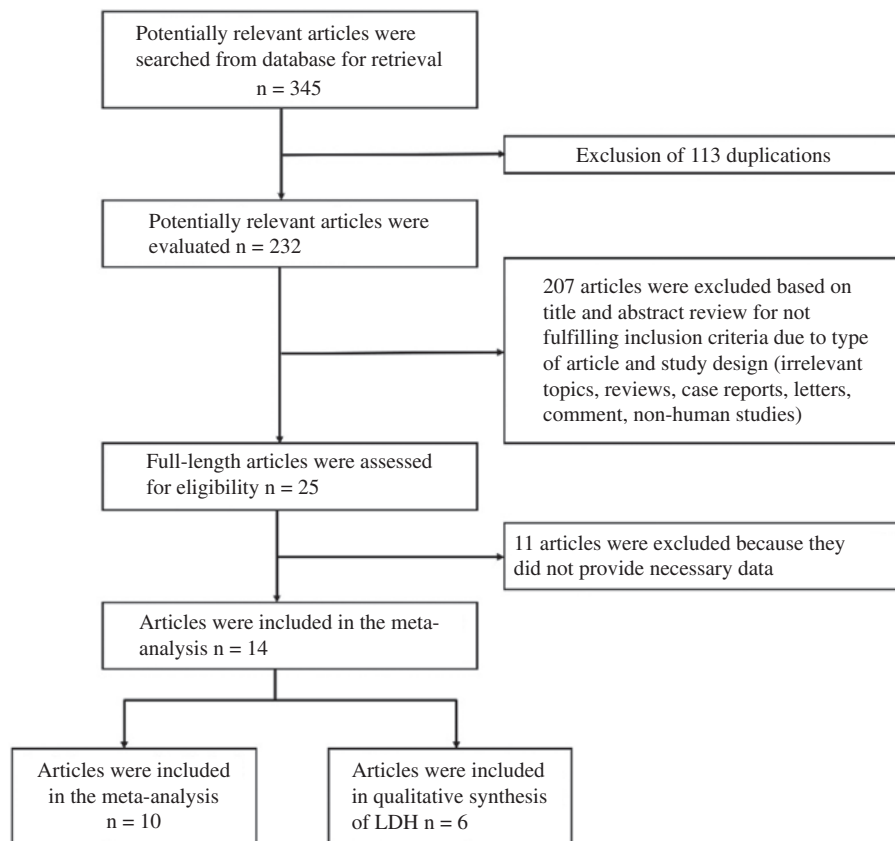 Potentially relevant articles were
searched from database for retrieval
n = 345
Exclusion of 113 duplications
Potentially relevant articles were
evaluated n = 232
207 articles were excluded based on
title and abstract review for not
fulfilling inclusion criteria due to type
of article and study design (irrelevant
topics, reviews, case reports, letters,
comment, non-human studies)
Full-length articles were assessed
for eligibility n = 25
11 articles were excluded because they
did not provide necessary data
Articles were included in the meta-
analysis n = 14
Articles were included
in the meta-analysis
n = 10
Articles were included
in qualitative synthesis
of LDH n = 6